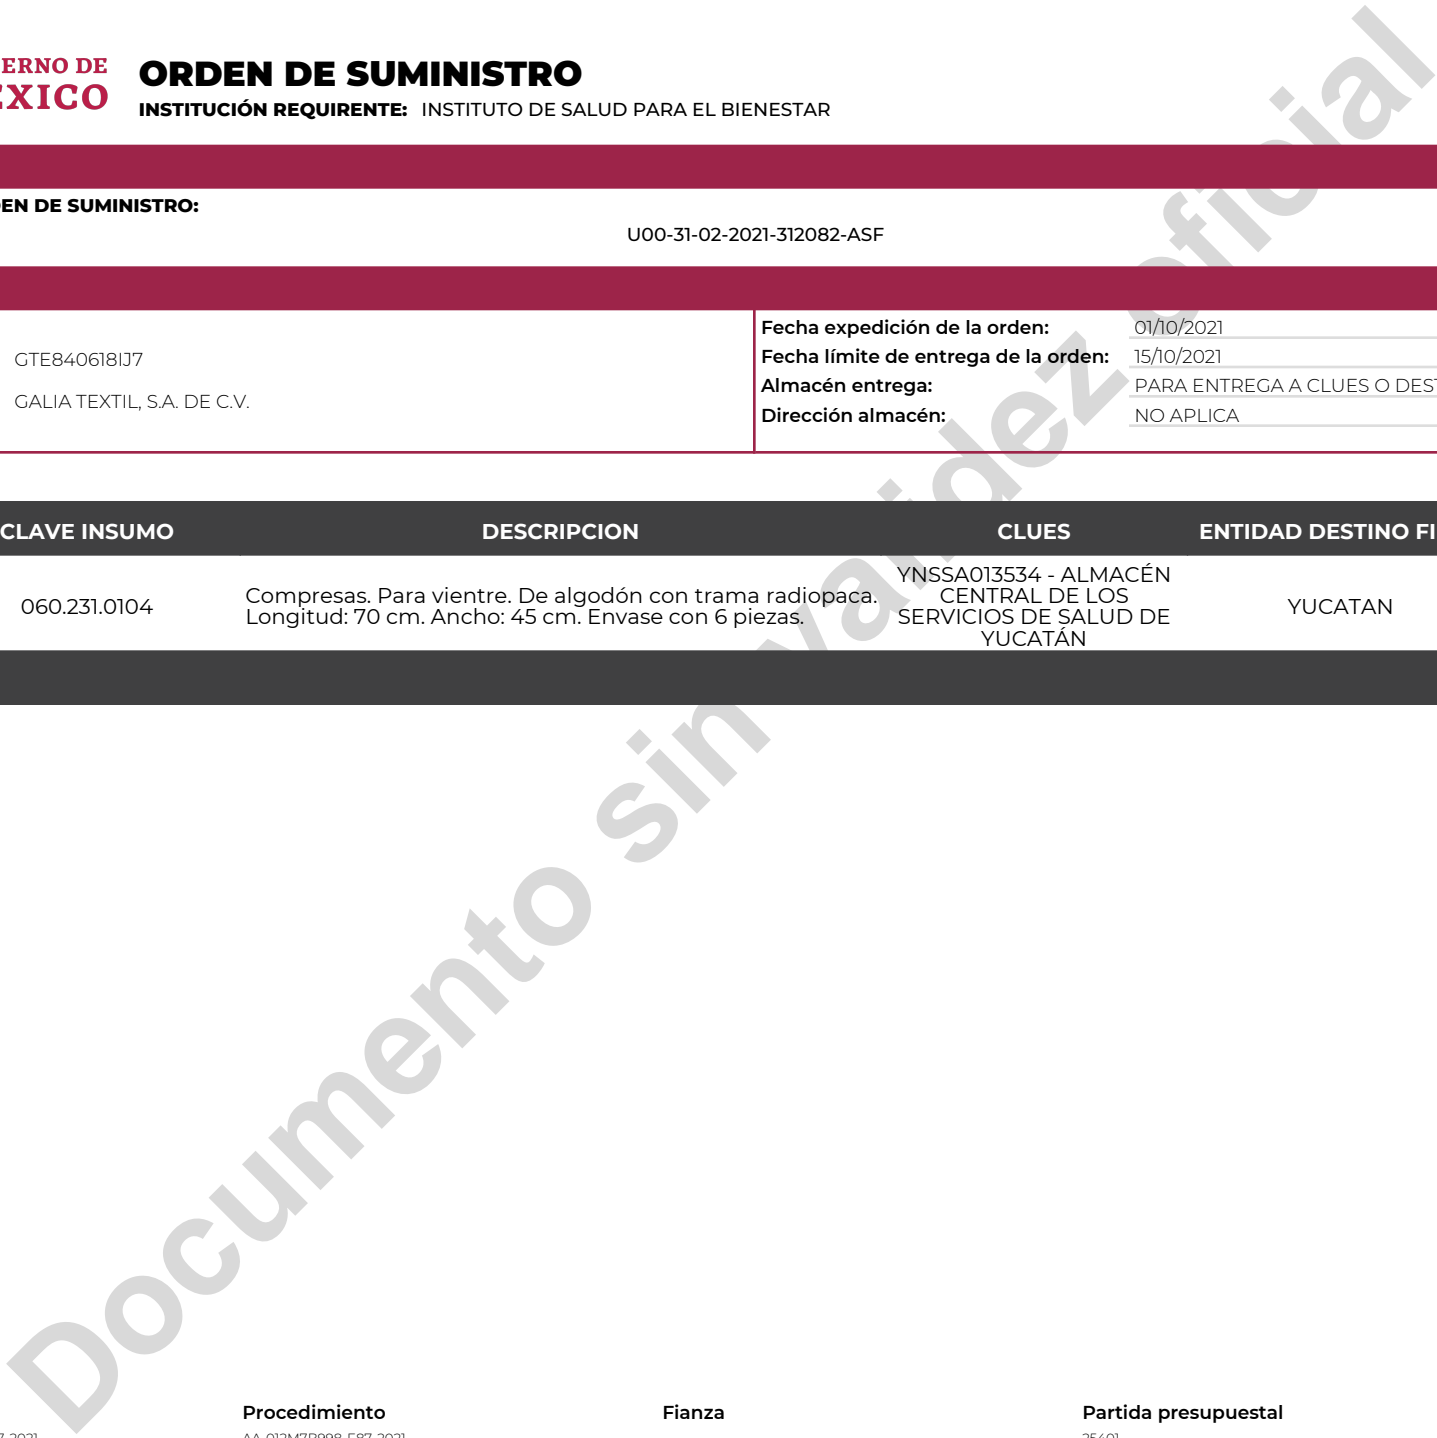 ERNO DE
EXICO
ORDEN DE SUMINISTRO
INSTITUCIÓN REQUIRENTE: INSTITUTO DE SALUD PARA EL BIENESTAR
EN DE SUMINISTRO:
U00-31-02-2021-312082-ASF
GTE840618IJ7
GALIA TEXTIL, S.A. DE C.V.
Fecha expedición de la orden: 01/10/2021
Fecha límite de entrega de la orden: 15/10/2021
Almacén entrega: PARA ENTREGA A CLUES O DEST
Dirección almacén: NO APLICA
CLAVE INSUMO DESCRIPCION CLUES ENTIDAD DESTINO FI
060.231.0104
Compresas. Para vientre. De algodón con trama radiopaca.
Longitud: 70 cm. Ancho: 45 cm. Envase con 6 piezas.
YNSSA013534 - ALMACÉN
CENTRAL DE LOS
SERVICIOS DE SALUD DE
YUCATÁN
YUCATAN
Documento sin validez oficial
Procedimiento Fianza Partida presupuestal